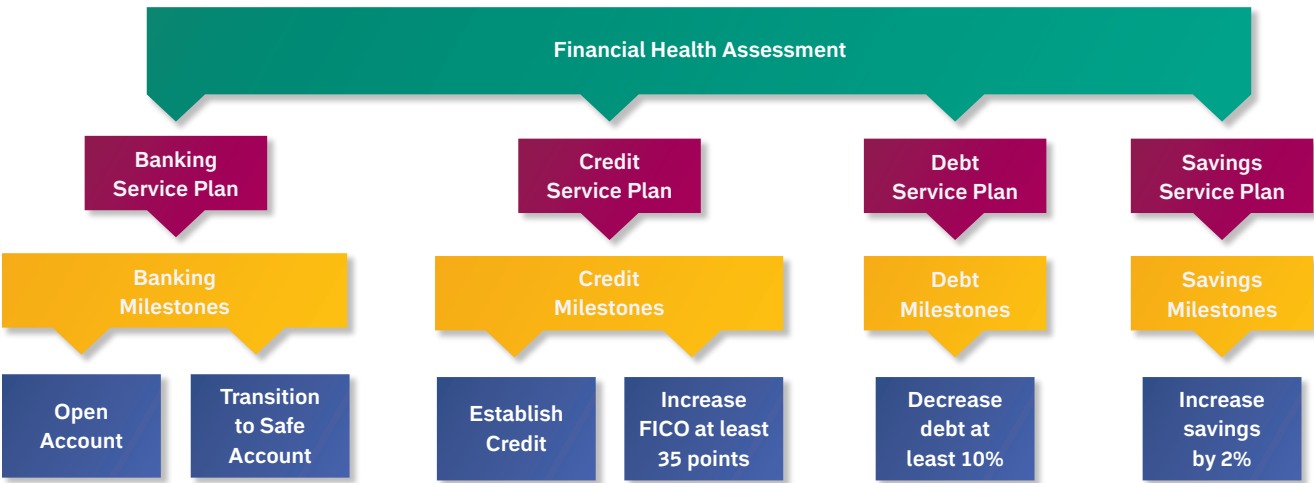 Financial Health Assessment
Banking
Service Plan
Credit
Service Plan
Debt
Service Plan
Savings
Service Plan
Banking
Milestones
Credit
Milestones
Debt
Milestones
Savings
Milestones
Open
Account
Transition
to Safe
Account
Establish
Credit
Increase
FICO at least
35 points
Decrease
debt at
least 10%
Increase
savings
by 2%